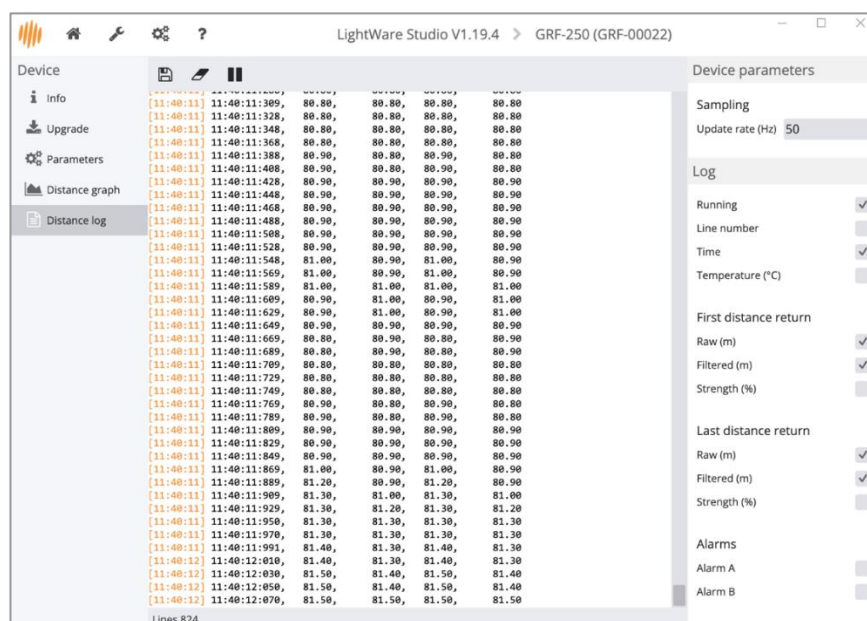 LightWare Studio V1.19.4 > GRF-250 (GRF-00022)
Device
Info
Upgrade
Parameters
Distance graph
Distance log
[11:40:11] 11:40:11:309, 80.80, 80.80, 80.80, 80.80
[11:40:11] 11:40:11:328, 80.80, 80.80, 80.80, 80.80
[11:40:11] 11:40:11:348, 80.80, 80.80, 80.80, 80.80
[11:40:11] 11:40:11:368, 80.80, 80.80, 80.80, 80.80
[11:40:11] 11:40:11:388, 80.90, 80.80, 80.90, 80.80
[11:40:11] 11:40:11:408, 80.90, 80.80, 80.90, 80.80
[11:40:11] 11:40:11:428, 80.90, 80.90, 80.90, 80.90
[11:40:11] 11:40:11:448, 80.90, 80.90, 80.90, 80.90
[11:40:11] 11:40:11:468, 80.90, 80.90, 80.90, 80.90
[11:40:11] 11:40:11:488, 80.90, 80.90, 80.90, 80.90
[11:40:11] 11:40:11:508, 80.90, 80.90, 80.90, 80.90
[11:40:11] 11:40:11:528, 80.90, 80.90, 80.90, 80.90
[11:40:11] 11:40:11:548, 81.00, 80.90, 81.00, 80.90
[11:40:11] 11:40:11:569, 81.00, 80.90, 81.00, 80.90
[11:40:11] 11:40:11:589, 81.00, 81.00, 81.00, 81.00
[11:40:11] 11:40:11:609, 80.90, 81.00, 80.90, 81.00
[11:40:11] 11:40:11:629, 80.90, 81.00, 80.90, 81.00
[11:40:11] 11:40:11:649, 80.90, 80.90, 80.90, 80.90
[11:40:11] 11:40:11:669, 80.80, 80.90, 80.80, 80.90
[11:40:11] 11:40:11:689, 80.80, 80.90, 80.80, 80.90
[11:40:11] 11:40:11:709, 80.80, 80.80, 80.80, 80.80
[11:40:11] 11:40:11:729, 80.80, 80.80, 80.80, 80.80
[11:40:11] 11:40:11:749, 80.80, 80.80, 80.80, 80.80
[11:40:11] 11:40:11:769, 80.90, 80.80, 80.90, 80.80
[11:40:11] 11:40:11:789, 80.90, 80.80, 80.90, 80.80
[11:40:11] 11:40:11:809, 80.90, 80.90, 80.90, 80.90
[11:40:11] 11:40:11:829, 80.90, 80.90, 80.90, 80.90
[11:40:11] 11:40:11:849, 80.90, 80.90, 80.90, 80.90
[11:40:11] 11:40:11:869, 81.00, 80.90, 81.00, 80.90
[11:40:11] 11:40:11:889, 81.20, 80.90, 81.20, 80.90
[11:40:11] 11:40:11:909, 81.30, 81.00, 81.30, 81.00
[11:40:11] 11:40:11:929, 81.30, 81.20, 81.30, 81.20
[11:40:11] 11:40:11:950, 81.30, 81.30, 81.30, 81.30
[11:40:11] 11:40:11:970, 81.30, 81.30, 81.30, 81.30
[11:40:11] 11:40:11:991, 81.40, 81.30, 81.40, 81.30
[11:40:12] 11:40:12:010, 81.40, 81.30, 81.40, 81.30
[11:40:12] 11:40:12:030, 81.50, 81.40, 81.50, 81.40
[11:40:12] 11:40:12:050, 81.50, 81.40, 81.50, 81.40
[11:40:12] 11:40:12:070, 81.50, 81.50, 81.50, 81.50
Lines 824
Device parameters
Sampling
Update rate (Hz) 50
Log
Running
Line number
Time
Temperature (°C)
First distance return
Raw (m)
Filtered (m)
Strength (%)
Last distance return
Raw (m)
Filtered (m)
Strength (%)
Alarms
Alarm A
Alarm B